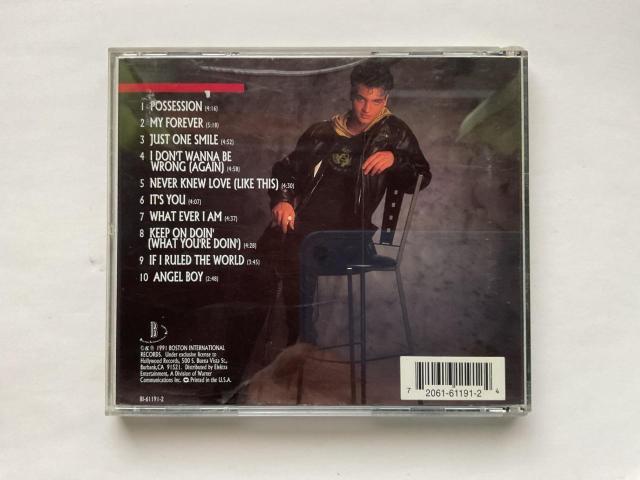 1 POSSESSION (4:16)
2 MY FOREVER (5:18)
3 JUST ONE SMILE (4:52)
4 I DON'T WANNA BE
WRONG (AGAIN) (4:58)
5 NEVER KNEW LOVE (LIKE THIS) (4:30)
6 IT'S YOU (4:07)
7 WHAT EVER I AM (4:37)
8 KEEP ON DOIN'
(WHAT YOU'RE DOIN') (4:28)
9 IF I RULED THE WORLD (3:45)
10 ANGEL BOY (2:48)
B
©&℗ 1991 BOSTON INTERNATIONAL
RECORDS. Under exclusive license to
Hollywood Records, 500 S. Buena Vista St.,
Burbank,CA 91521. Distributed by Elektra
Entertainment, A Division of Warner
Communications Inc. Printed in the U.S.A.
BI-61191-2
7 2061-61191-2 4